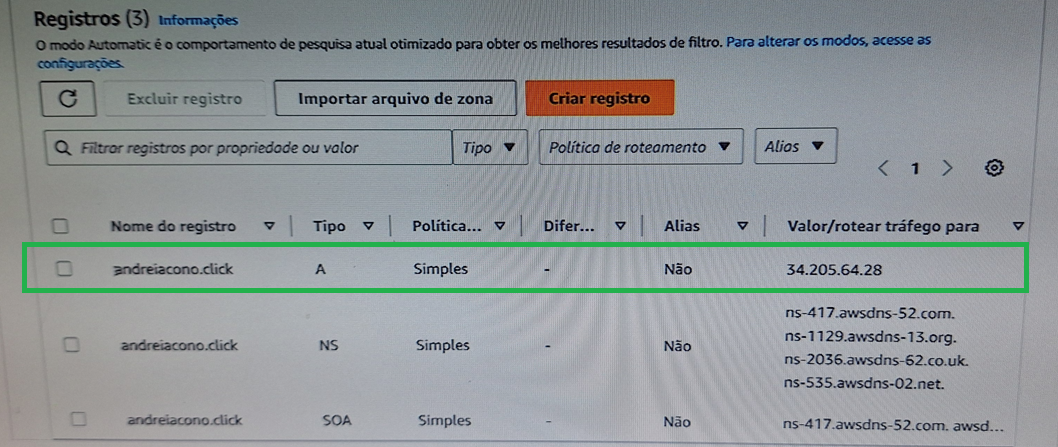 Registros (3) Informações
O modo Automatic é o comportamento de pesquisa atual otimizado para obter os melhores resultados de filtro. Para alterar os modos, acesse as
configurações.
Excluir registro Importar arquivo de zona Criar registro
Filtrar registros por propriedade ou valor Tipo Política de roteamento Alias
1
Nome do registro Tipo Política... Difer... Alias Valor/rotear tráfego para
andreiacono.click A Simples - Não 34.205.64.28
ns-417.awsdns-52.com.
ns-1129.awsdns-13.org.
andreiacono.click NS Simples - Não
ns-2036.awsdns-62.co.uk.
ns-535.awsdns-02.net.
andreiacono.click SOA Simples - Não ns-417.awsdns-52.com. awsd...